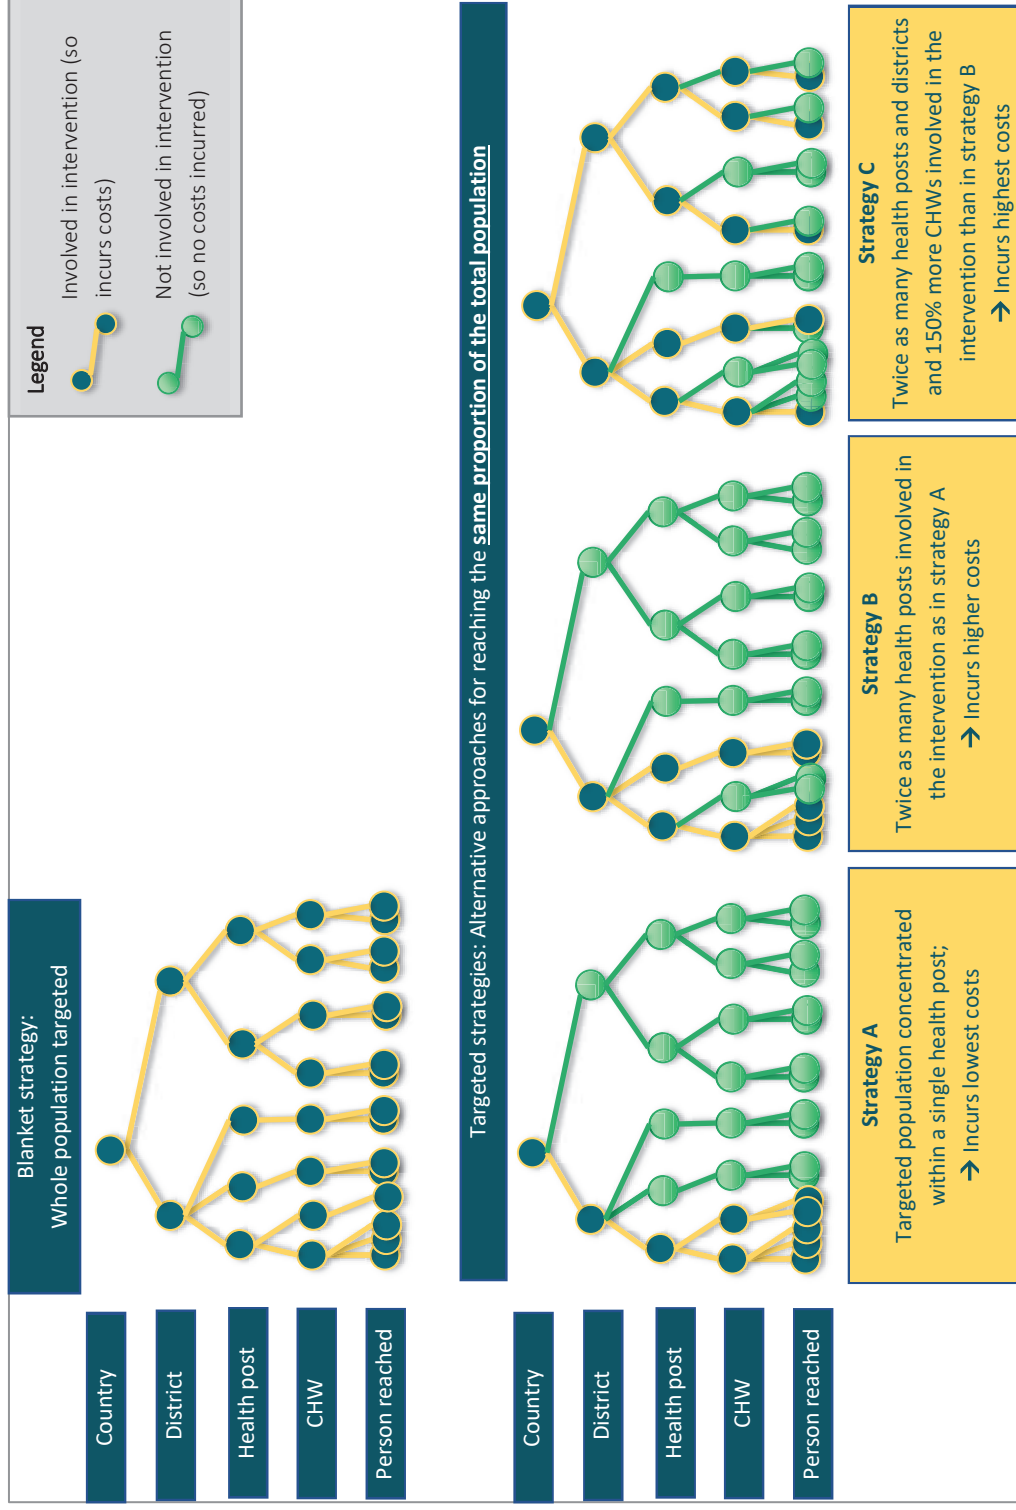 Blanket strategy:
Whole population targeted
Legend
Involved in intervention (so
incurs costs)
Not involved in intervention
(so no costs incurred)
Country
District
Health post
CHW
Person reached
Targeted strategies: Alternative approaches for reaching the same proportion of the total population
Country
District
Health post
CHW
Person reached
Strategy A
Targeted population concentrated
within a single health post;
→ Incurs lowest costs
Strategy B
Twice as many health posts involved in
the intervention as in strategy A
→ Incurs higher costs
Strategy C
Twice as many health posts and districts
and 150% more CHWs involved in the
intervention than in strategy B
→ Incurs highest costs